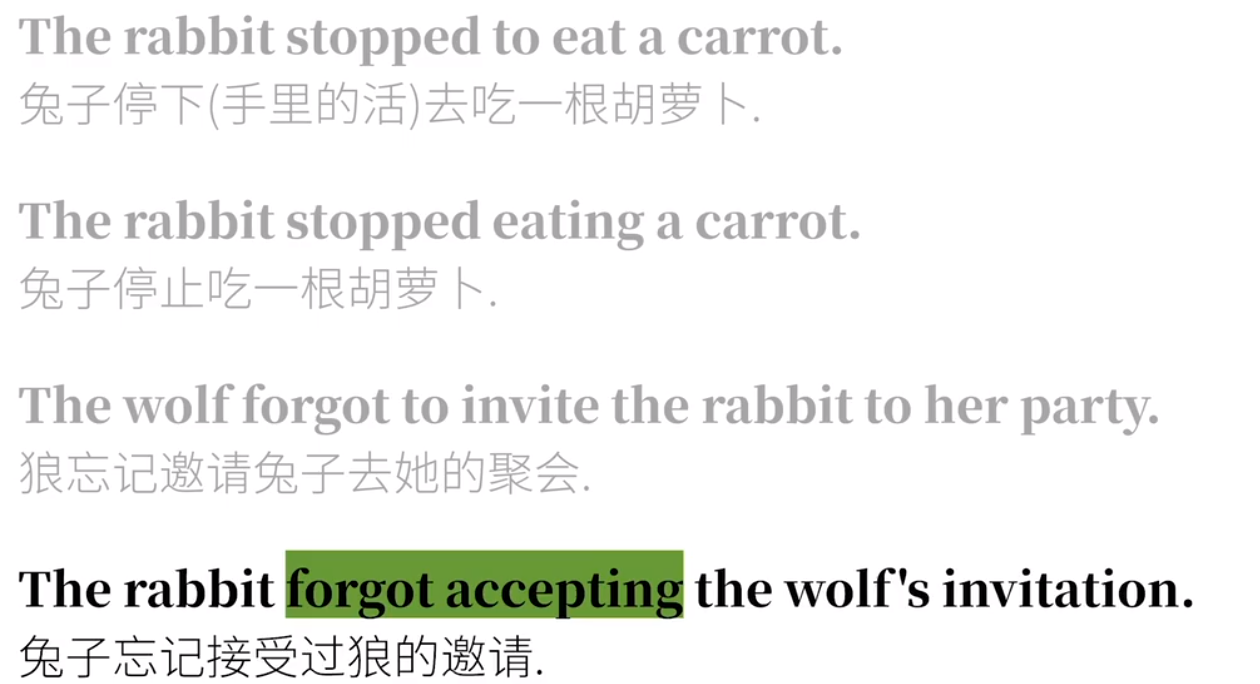 The rabbit stopped to eat a carrot.
兔子停下(手里的活)去吃一根胡萝卜.
The rabbit stopped eating a carrot.
兔子停止吃一根胡萝卜.
The wolf forgot to invite the rabbit to her party.
狼忘记邀请兔子去她的聚会.
The rabbit forgot accepting the wolf's invitation.
兔子忘记接受过狼的邀请.